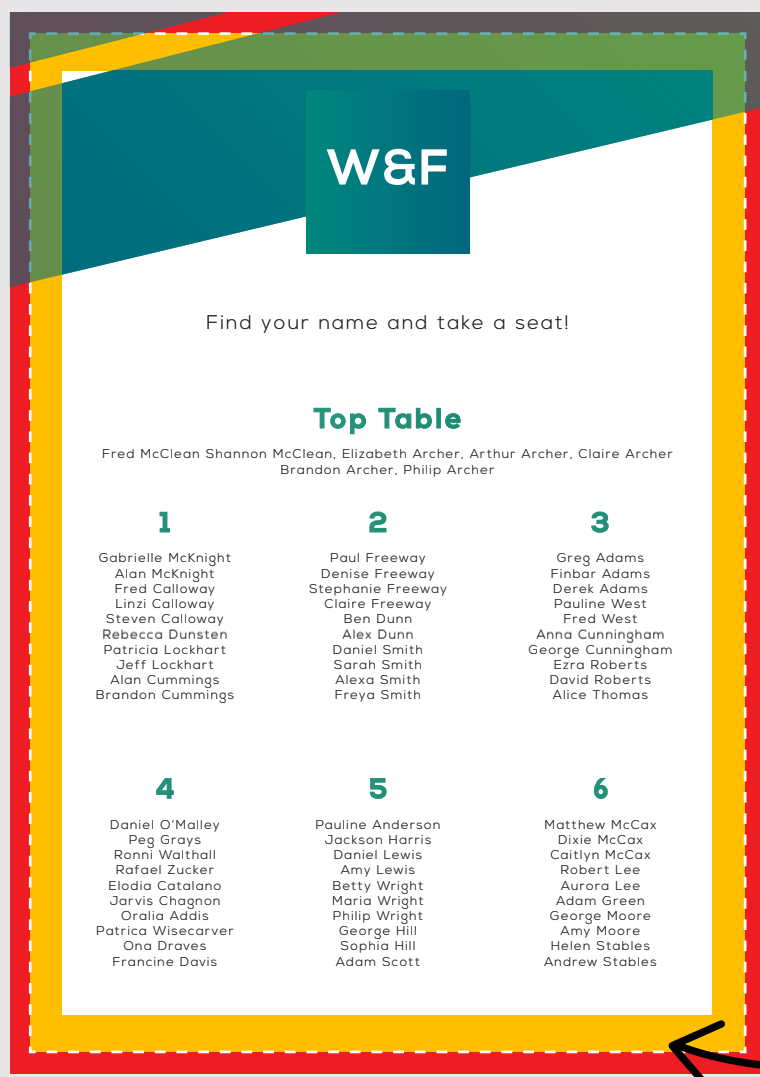 W&F
Find your name and take a seat!
Top Table
Fred McClean Shannon McClean, Elizabeth Archer, Arthur Archer, Claire Archer
Brandon Archer, Philip Archer
1
Gabrielle McKnight
Alan McKnight
Fred Calloway
Linzi Calloway
Steven Calloway
Rebecca Dunsten
Patricia Lockhart
Jeff Lockhart
Alan Cummings
Brandon Cummings
2
Paul Freeway
Denise Freeway
Stephanie Freeway
Claire Freeway
Ben Dunn
Alex Dunn
Daniel Smith
Sarah Smith
Alexa Smith
Freya Smith
3
Greg Adams
Finbar Adams
Derek Adams
Pauline West
Fred West
Anna Cunningham
George Cunningham
Ezra Roberts
David Roberts
Alice Thomas
4
Daniel O'Malley
Peg Grays
Ronni Walthall
Rafael Zucker
Elodia Catalano
Jarvis Chagnon
Oralia Addis
Patrica Wisecarver
Ona Draves
Francine Davis
5
Pauline Anderson
Jackson Harris
Daniel Lewis
Amy Lewis
Betty Wright
Maria Wright
Philip Wright
George Hill
Sophia Hill
Adam Scott
6
Matthew McCax
Dixie McCax
Caitlyn McCax
Robert Lee
Aurora Lee
Adam Green
George Moore
Amy Moore
Helen Stables
Andrew Stables